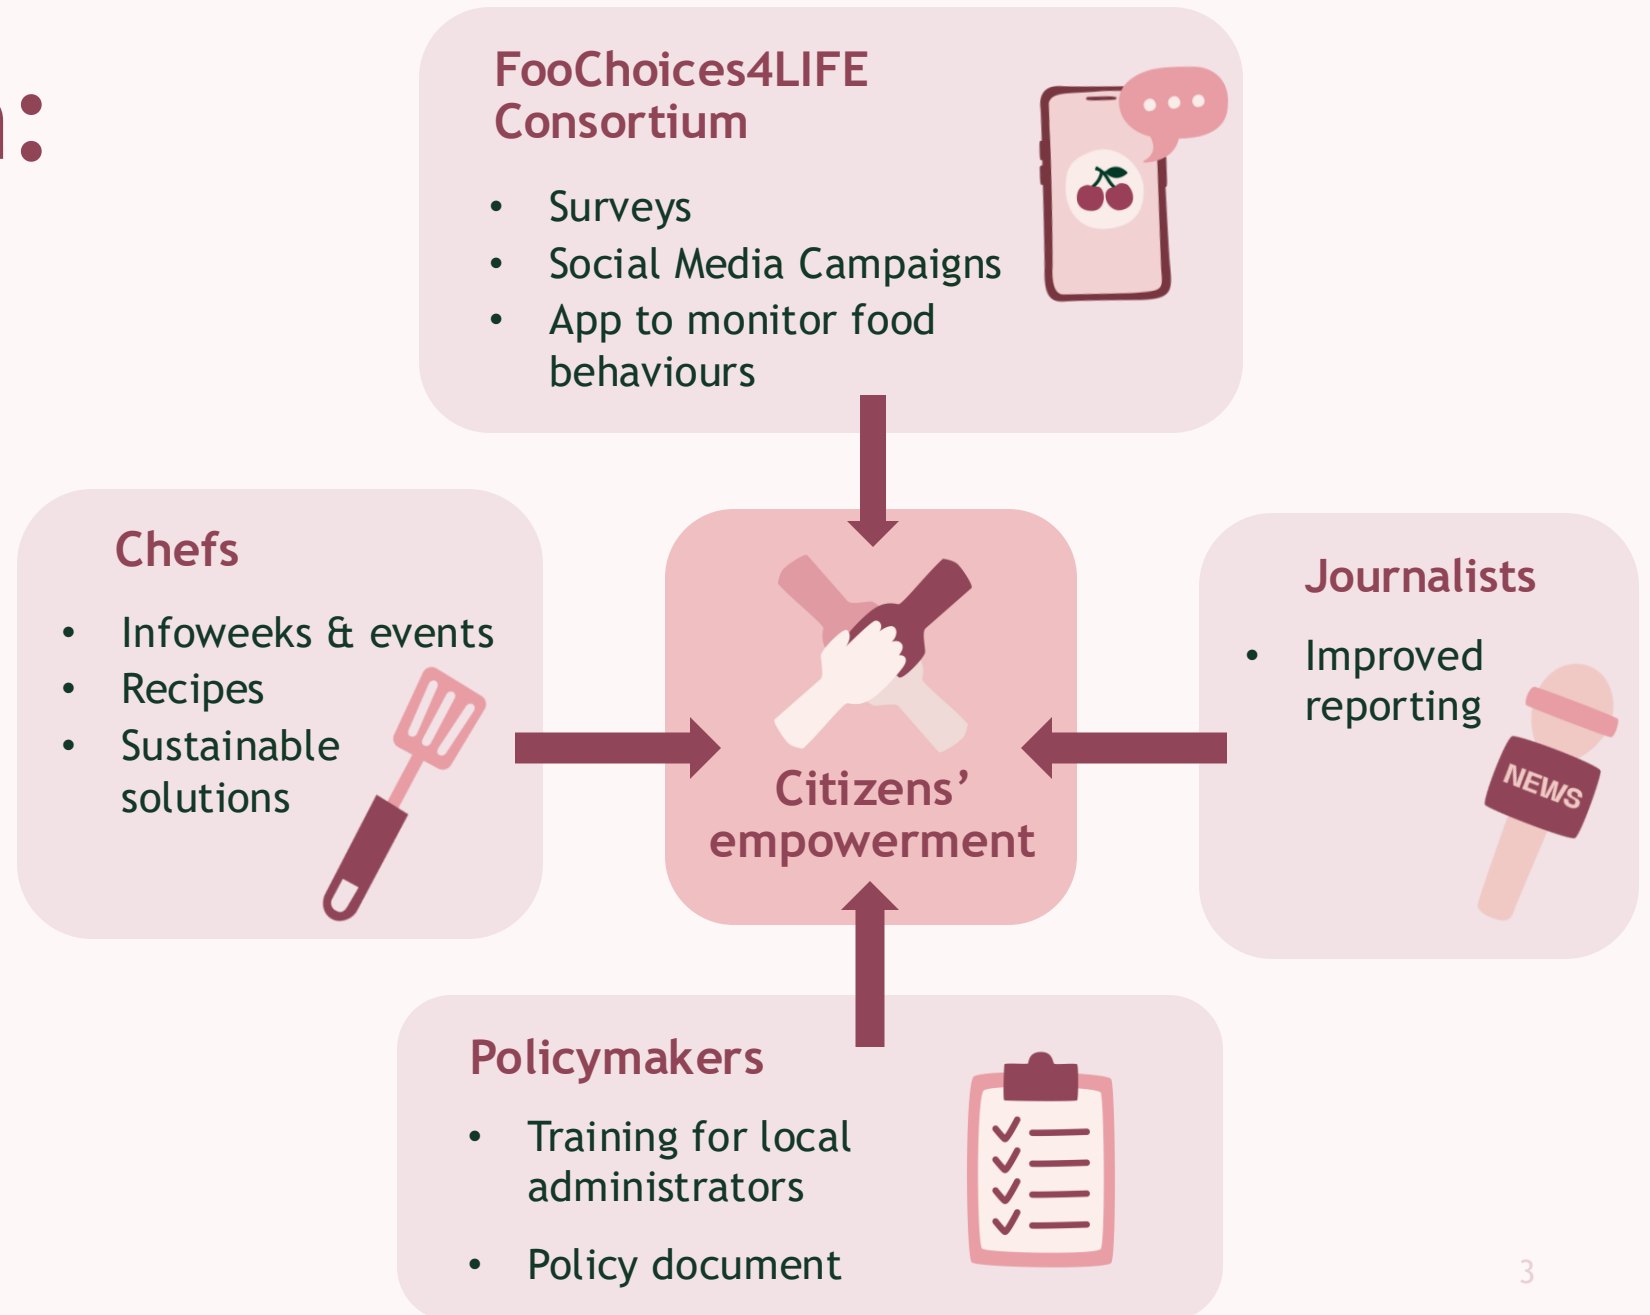 FooChoices4LIFE
Consortium
• Surveys
• Social Media Campaigns
• App to monitor food
behaviours
Chefs
• Infoweeks & events
• Recipes
• Sustainable
solutions
Citizens’
empowerment
Journalists
• Improved
reporting
NEWS
Policymakers
• Training for local
administrators
• Policy document
3